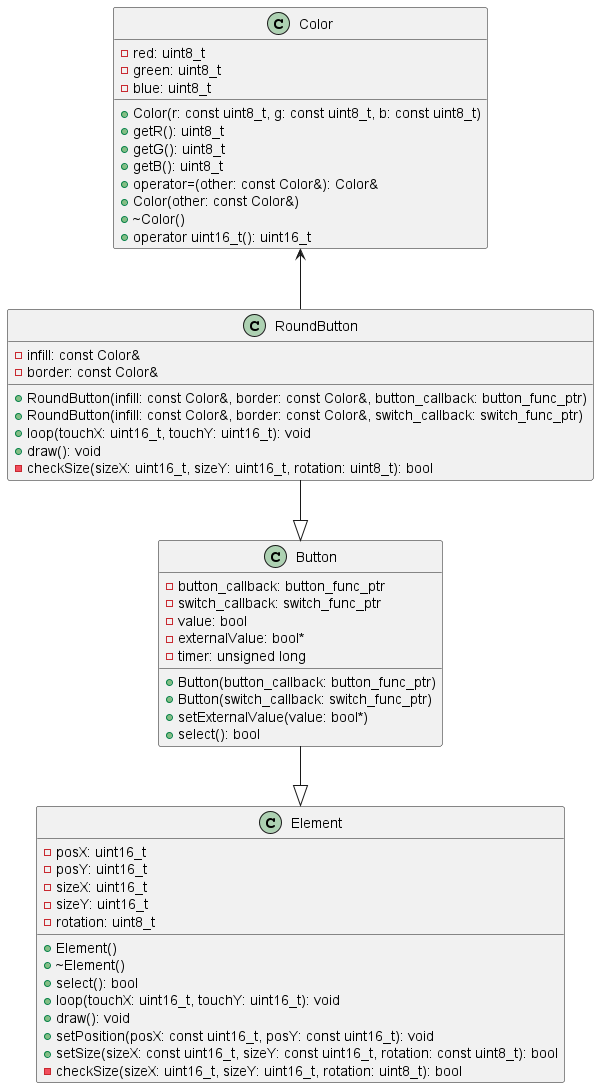 C Color
red: uint8_t
green: uint8_t
blue: uint8_t
Color(r: const uint8_t, g: const uint8_t, b: const uint8_t)
getR(): uint8_t
getG(): uint8_t
getB(): uint8_t
operator=(other: const Color&): Color&
Color(other: const Color&)
~Color()
operator uint16_t(): uint16_t
C RoundButton
infill: const Color&
border: const Color&
RoundButton(infill: const Color&, border: const Color&, button_callback: button_func_ptr)
RoundButton(infill: const Color&, border: const Color&, switch_callback: switch_func_ptr)
loop(touchX: uint16_t, touchY: uint16_t): void
draw(): void
checkSize(sizeX: uint16_t, sizeY: uint16_t, rotation: uint8_t): bool
C Button
button_callback: button_func_ptr
switch_callback: switch_func_ptr
value: bool
externalValue: bool*
timer: unsigned long
Button(button_callback: button_func_ptr)
Button(switch_callback: switch_func_ptr)
setExternalValue(value: bool*)
select(): bool
C Element
posX: uint16_t
posY: uint16_t
sizeX: uint16_t
sizeY: uint16_t
rotation: uint8_t
Element()
~Element()
select(): bool
loop(touchX: uint16_t, touchY: uint16_t): void
draw(): void
setPosition(posX: const uint16_t, posY: const uint16_t): void
setSize(sizeX: const uint16_t, sizeY: const uint16_t, rotation: const uint8_t): bool
checkSize(sizeX: uint16_t, sizeY: uint16_t, rotation: uint8_t): bool